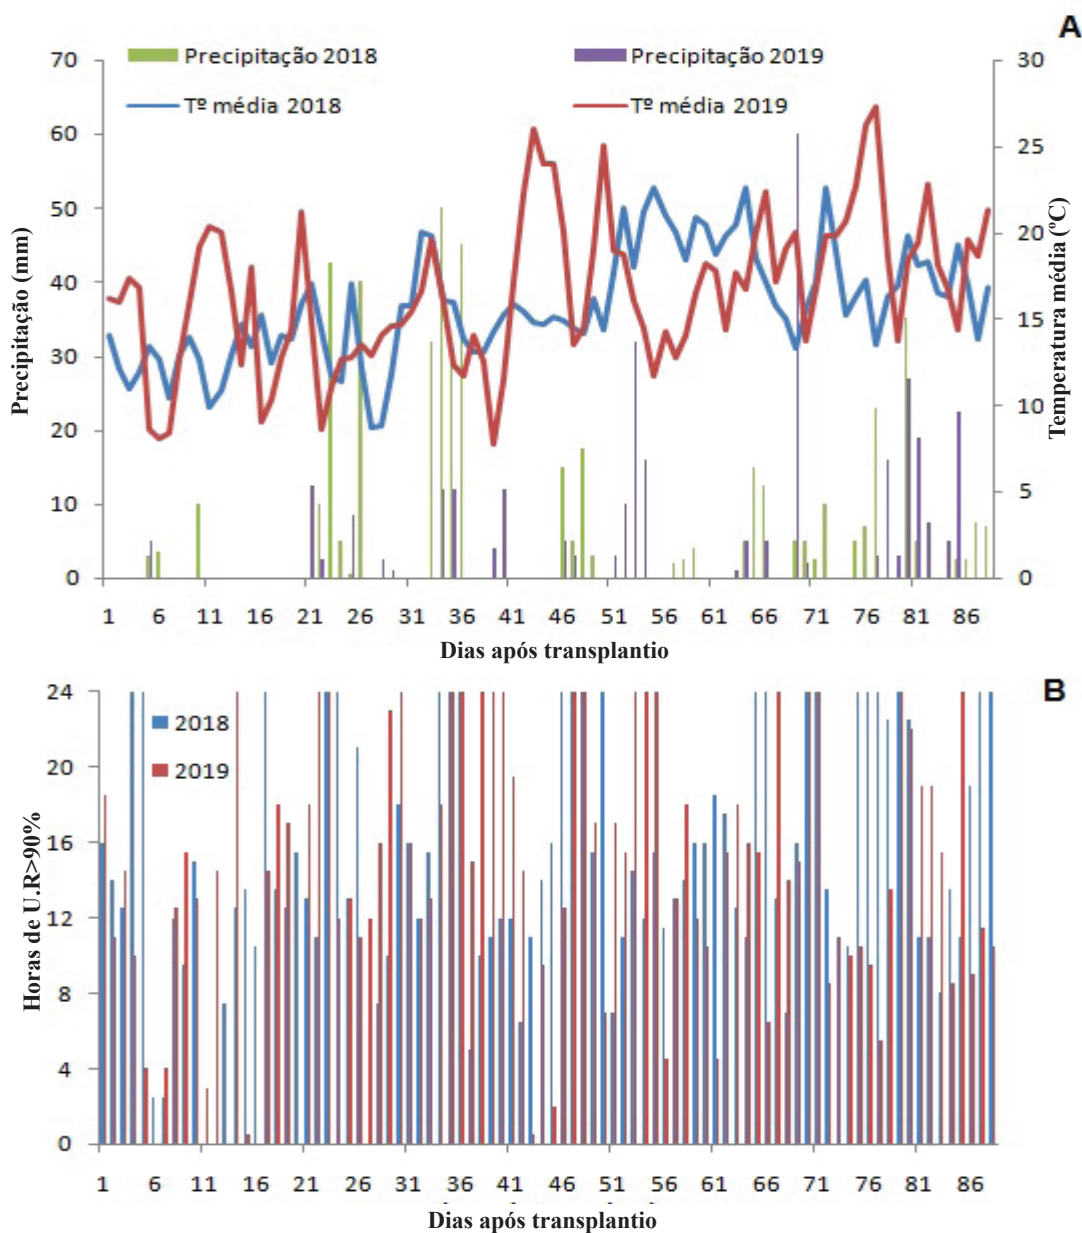 A
Precipitação 2018 Precipitação 2019
Tº média 2018 Tº média 2019
Precipitação (mm)
70
60
50
40
30
20
10
0
Temperatura média (ºC)
30
25
20
15
10
5
0
1 6 11 16 21 26 31 36 41 46 51 56 61 66 71 76 81 86
Dias após transplantio
B
2018
2019
Horas de U.R>90%
24
20
16
12
8
4
0
1 6 11 16 21 26 31 36 41 46 51 56 61 66 71 76 81 86
Dias após transplantio